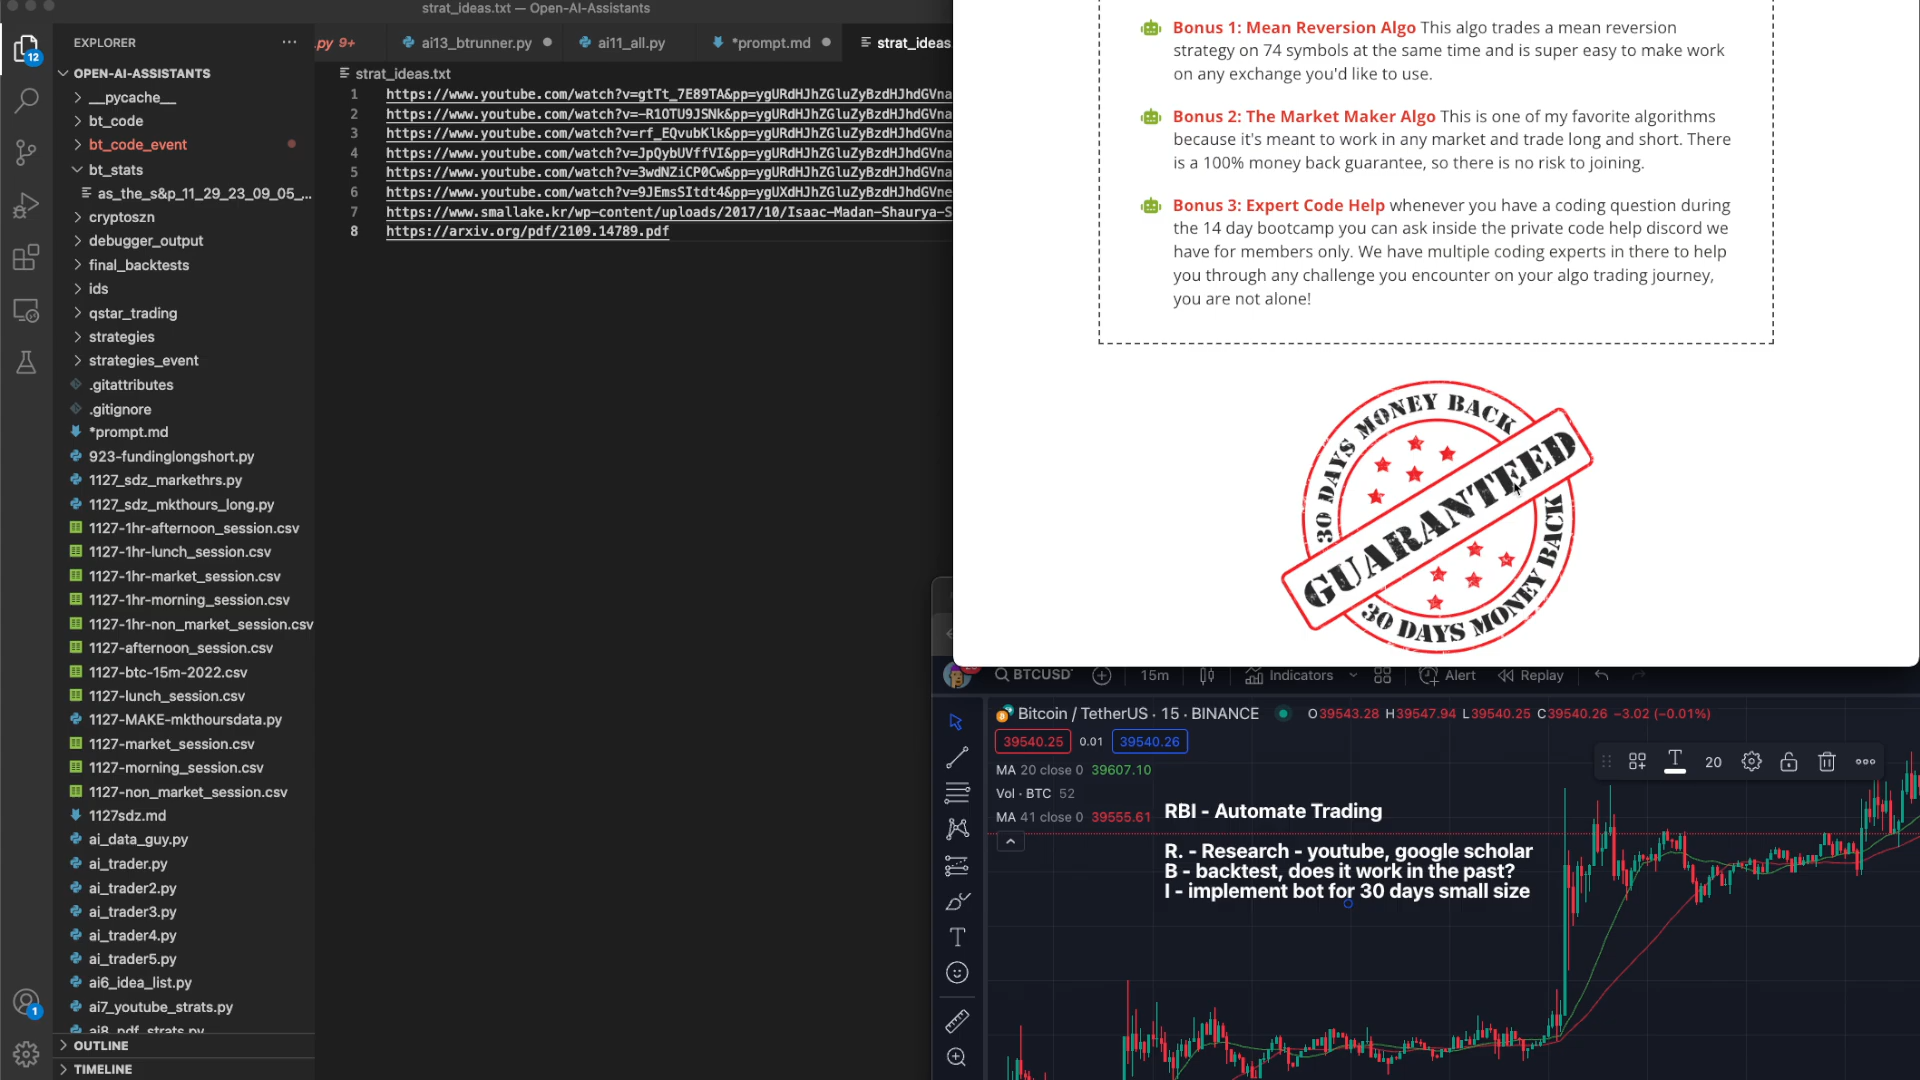 strat_ideas.txt — Open-AI-Assistants
EXPLORER
.py 9+
ai13_btrunner.py
ai11_all.py
*prompt.md
strat_ideas
OPEN-AI-ASSISTANTS
__pycache__
bt_code
bt_code_event
bt_stats
as_the_s&p_11_29_23_09_05_...
cryptoszn
debugger_output
final_backtests
ids
qstar_trading
strategies
strategies_event
.gitattributes
.gitignore
*prompt.md
923-fundinglongshort.py
1127_sdz_markethrs.py
1127_sdz_mkthours_long.py
1127-1hr-afternoon_session.csv
1127-1hr-lunch_session.csv
1127-1hr-market_session.csv
1127-1hr-morning_session.csv
1127-1hr-non_market_session.csv
1127-afternoon_session.csv
1127-btc-15m-2022.csv
1127-lunch_session.csv
1127-MAKE-mkthoursdata.py
1127-market_session.csv
1127-morning_session.csv
1127-non_market_session.csv
1127sdz.md
ai_data_guy.py
ai_trader.py
ai_trader2.py
ai_trader3.py
ai_trader4.py
ai_trader5.py
ai6_idea_list.py
ai7_youtube_strats.py
ai8_pdf_strats.py
OUTLINE
TIMELINE
12
1
strat_ideas.txt
1 https://www.youtube.com/watch?v=gtTt_7E89TA&pp=ygURdHJhZGluZyBzdHJhdGVna
2 https://www.youtube.com/watch?v=-R1OTU9JSNk&pp=ygURdHJhZGluZyBzdHJhdGVna
3 https://www.youtube.com/watch?v=rf_EQvubKlk&pp=ygURdHJhZGluZyBzdHJhdGVna
4 https://www.youtube.com/watch?v=JpQybUVffVI&pp=ygURdHJhZGluZyBzdHJhdGVna
5 https://www.youtube.com/watch?v=3wdNZiCP0Cw&pp=ygURdHJhZGluZyBzdHJhdGVna
6 https://www.youtube.com/watch?v=9JEmsSItdt4&pp=ygUXdHJhZGluZyBzdHJhdGVne
7 https://www.smallake.kr/wp-content/uploads/2017/10/Isaac-Madan-Shaurya-S
8 https://arxiv.org/pdf/2109.14789.pdf
Bonus 1: Mean Reversion Algo This algo trades a mean reversion
strategy on 74 symbols at the same time and is super easy to make work
on any exchange you'd like to use.
Bonus 2: The Market Maker Algo This is one of my favorite algorithms
because it's meant to work in any market and trade long and short. There
is a 100% money back guarantee, so there is no risk to joining.
Bonus 3: Expert Code Help whenever you have a coding question during
the 14 day bootcamp you can ask inside the private code help discord we
have for members only. We have multiple coding experts in there to help
you through any challenge you encounter on your algo trading journey,
you are not alone!
30 DAYS MONEY BACK
GUARANTEED
30 DAYS MONEY BACK
BTCUSDT
15m
Indicators
Alert
Replay
Bitcoin / TetherUS · 15 · BINANCE
O39543.28 H39547.94 L39540.25 C39540.26 −3.02 (−0.01%)
39540.25 0.01 39540.26
MA 20 close 0 39607.10
Vol · BTC 52
MA 41 close 0 39555.61
20
RBI - Automate Trading
R. - Research - youtube, google scholar
B - backtest, does it work in the past?
I - implement bot for 30 days small size